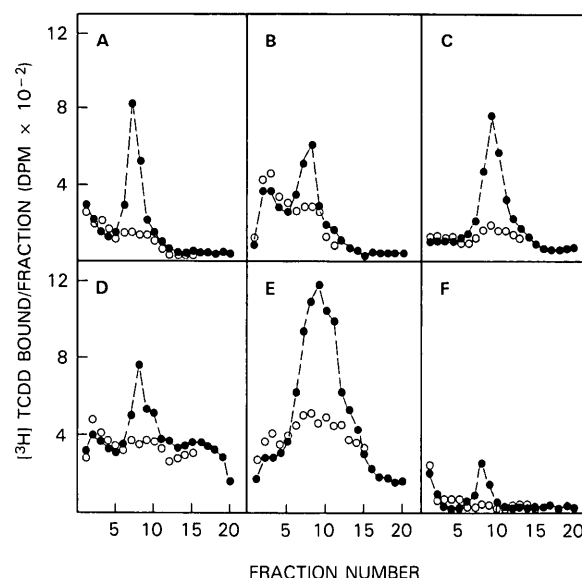 [³H] TCDD BOUND/FRACTION (DPM × 10⁻²)
A
B
C
12
8
4
D
E
F
12
8
4
5 10 15 20 5 10 15 20 5 10 15 20
FRACTION NUMBER